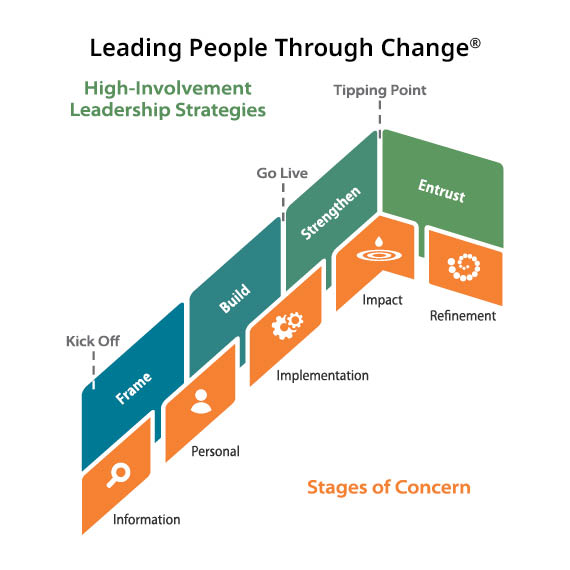 Leading People Through Change®
High-Involvement
Leadership Strategies
Tipping Point
Go Live
Kick Off
Frame
Build
Strengthen
Entrust
Information
Personal
Implementation
Impact
Refinement
Stages of Concern